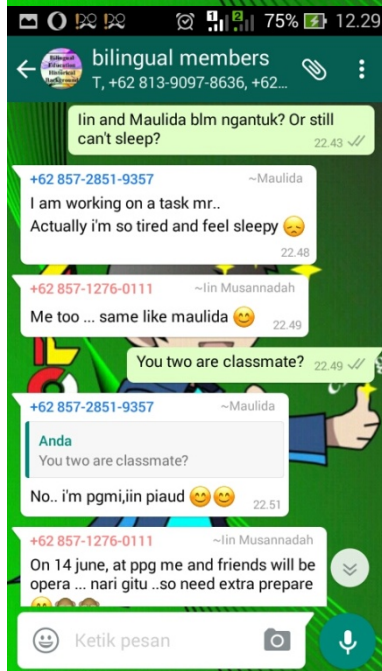 75% 12.29
bilingual members
T, +62 813-9097-8636, +62...
Iin and Maulida blm ngantuk? Or still
can't sleep?
22.43
+62 857-2851-9357 ~Maulida
I am working on a task mr..
Actually i'm so tired and feel sleepy 😞
22.48
+62 857-1276-0111 ~Iin Musannadah
Me too ... same like maulida 😊
22.49
You two are classmate? 22.49
+62 857-2851-9357 ~Maulida
Anda
You two are classmate?
No.. i'm pgmi,iin piaud 😊😊
22.51
+62 857-1276-0111 ~Iin Musannadah
On 14 june, at ppg me and friends will be
opera ... nari gitu ..so need extra prepare
Ketik pesan